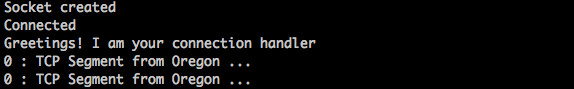 Socket created
Connected
Greetings! I am your connection handler
0 : TCP Segment from Oregon ...
0 : TCP Segment from Oregon ...